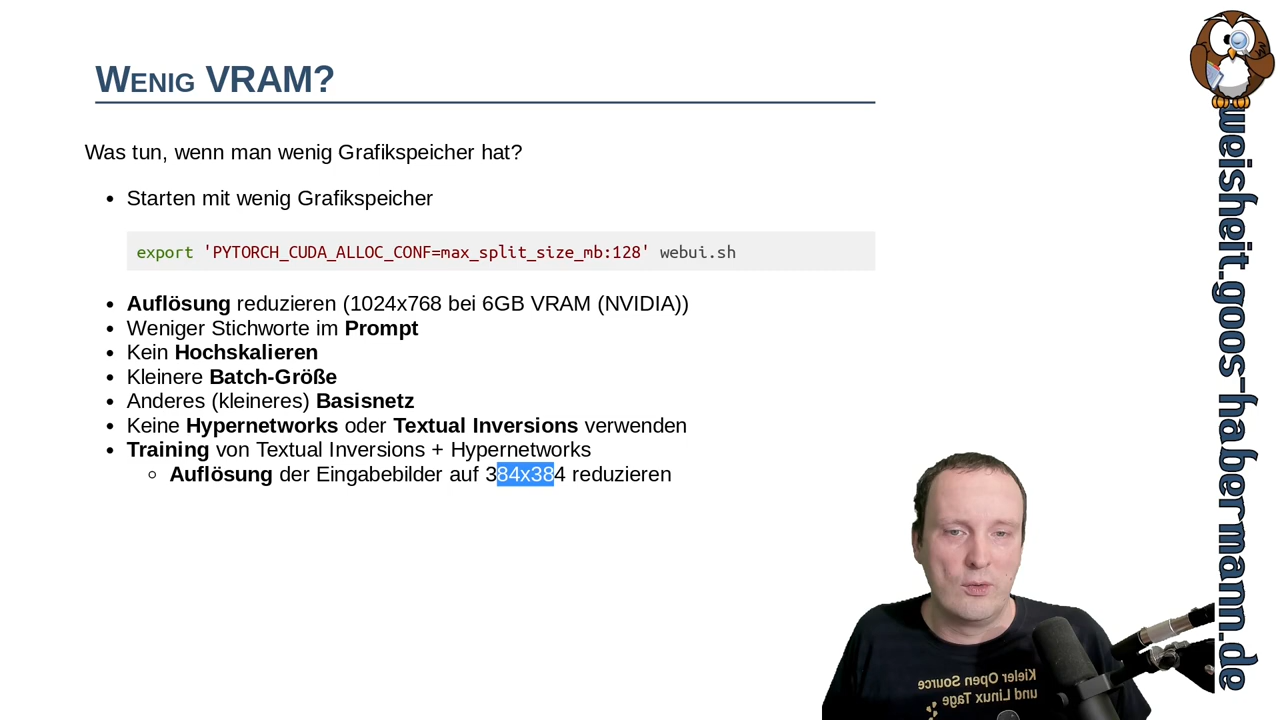 Wenig VRAM?
Was tun, wenn man wenig Grafikspeicher hat?
• Starten mit wenig Grafikspeicher
export 'PYTORCH_CUDA_ALLOC_CONF=max_split_size_mb:128' webui.sh
• Auflösung reduzieren (1024x768 bei 6GB VRAM (NVIDIA))
• Weniger Stichworte im Prompt
• Kein Hochskalieren
• Kleinere Batch-Größe
• Anderes (kleineres) Basisnetz
• Keine Hypernetworks oder Textual Inversions verwenden
• Training von Textual Inversions + Hypernetworks
◦ Auflösung der Eingabebilder auf 384x384 reduzieren
Kieler Open Source
und Linux Tage
weisheit.goos-habermann.de